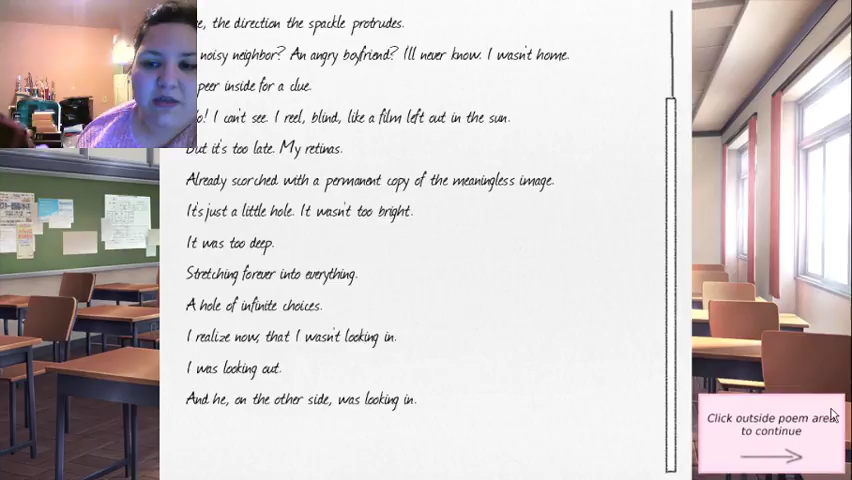 the direction the spackle protrudes.
noisy neighbor? An angry boyfriend? I'll never know. I wasn't home.
peer inside for a clue.
No! I can't see. I reel, blind, like a film left out in the sun.
But it's too late. My retinas.
Already scorched with a permanent copy of the meaningless image.
It's just a little hole. It wasn't too bright.
It was too deep.
Stretching forever into everything.
A hole of infinite choices.
I realize now, that I wasn't looking in.
I was looking out.
And he, on the other side, was looking in.
Click outside poem area
to continue